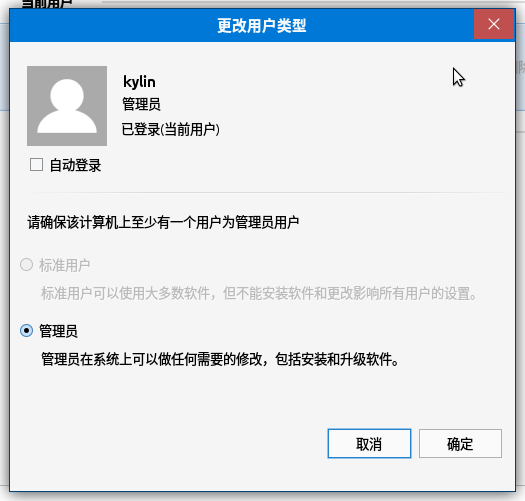 当前用户
更改用户类型
kylin
管理员
已登录(当前用户)
自动登录
请确保该计算机上至少有一个用户为管理员用户
标准用户
标准用户可以使用大多数软件，但不能安装软件和更改影响所有用户的设置。
管理员
管理员在系统上可以做任何需要的修改，包括安装和升级软件。
取消
确定